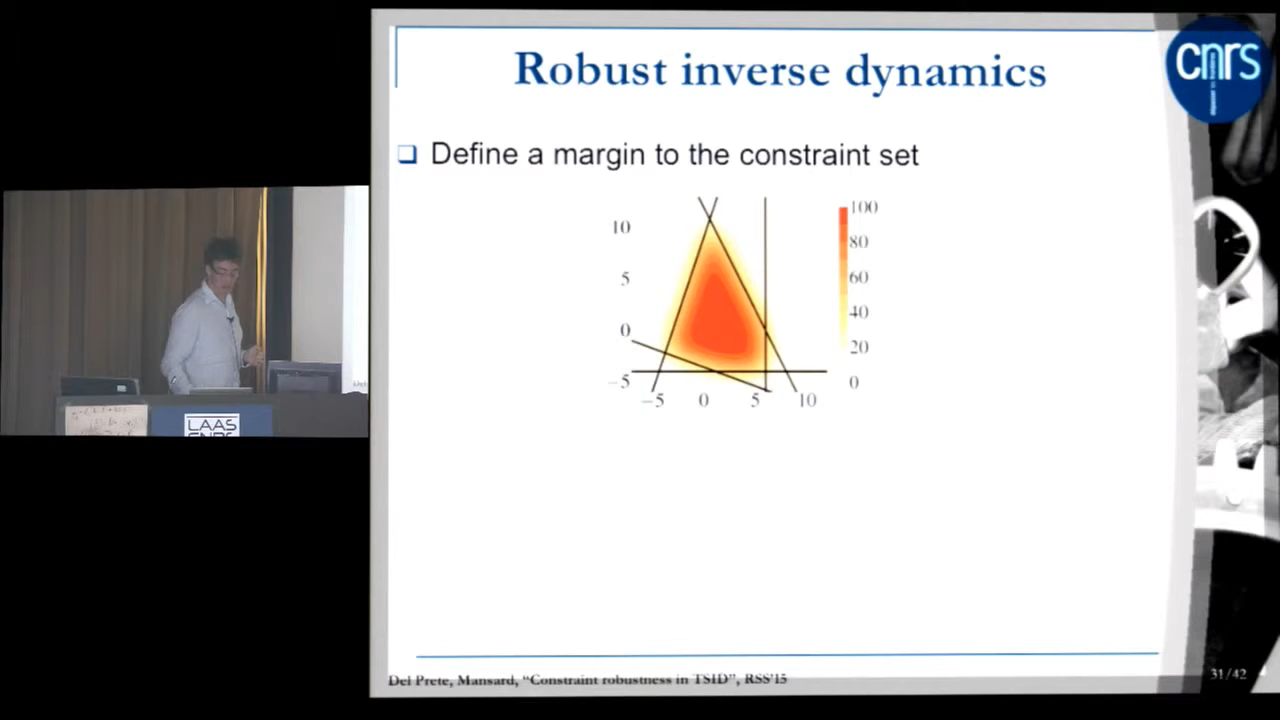 Robust inverse dynamics
cnrs
Define a margin to the constraint set
100
80
60
40
20
0
10
5
0
−5
−5
0
5
10
LAAS
CNRS
Del Prete, Mansard, “Constraint robustness in TSID”, RSS'15
31/42